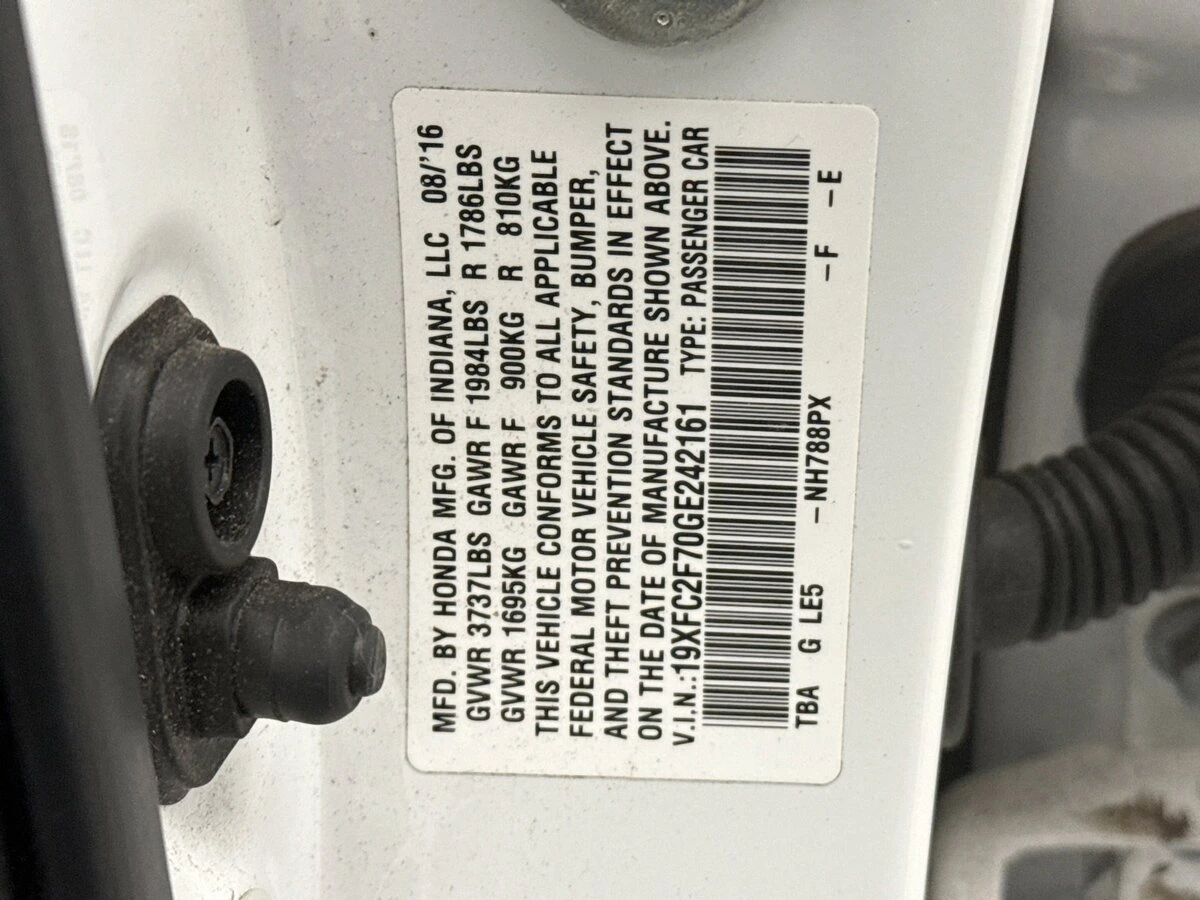 MFD. BY HONDA MFG. OF INDIANA, LLC 08/'16
GVWR 3737LBS GAWR F 1984LBS R 1786LBS
GVWR 1695KG GAWR F 900KG R 810KG
THIS VEHICLE CONFORMS TO ALL APPLICABLE
FEDERAL MOTOR VEHICLE SAFETY, BUMPER,
AND THEFT PREVENTION STANDARDS IN EFFECT
ON THE DATE OF MANUFACTURE SHOWN ABOVE.
V.I.N.:19XFC2F70GE242161 TYPE: PASSENGER CAR
TBA G LE5 -NH788PX -F -E